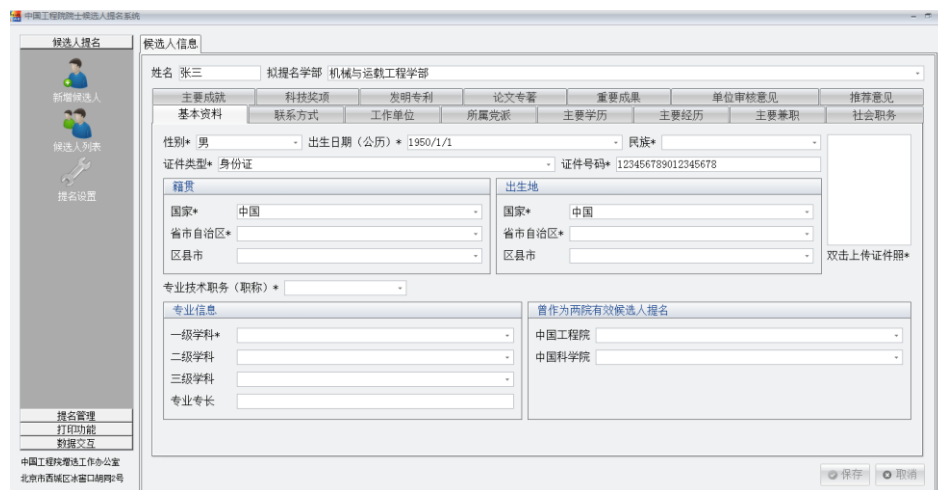 中国工程院院士候选人提名系统
候选人提名
候选人信息
新增候选人
候选人列表
提名设置
姓名 张三 拟提名学部 机械与运载工程学部
主要成就 科技奖项 发明专利 论文专著 重要成果 单位审核意见 推荐意见
基本资料 联系方式 工作单位 所属党派 主要学历 主要经历 主要兼职 社会职务
性别* 男 出生日期（公历）* 1950/1/1 民族*
证件类型* 身份证 证件号码* 123456789012345678
籍贯 出生地
国家* 中国 国家* 中国
省市自治区* 省市自治区*
区县市 区县市 双击上传证件照*
专业技术职务（职称）*
专业信息 曾作为两院有效候选人提名
一级学科* 中国工程院
二级学科 中国科学院
三级学科
专业专长
提名管理
打印功能
数据交互
中国工程院增选工作办公室
北京市西城区冰窖口胡同2号
保存 取消